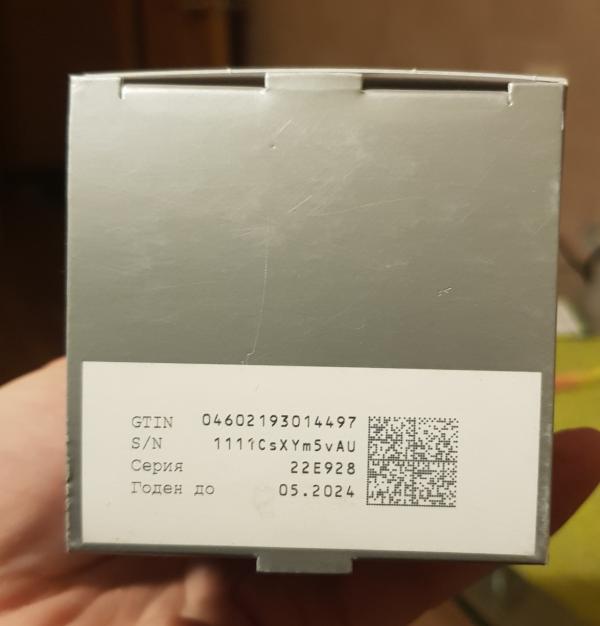 GTIN 04602193014497
S/N 1111CsXYm5vAU
Серия 22E928
Годен до 05.2024